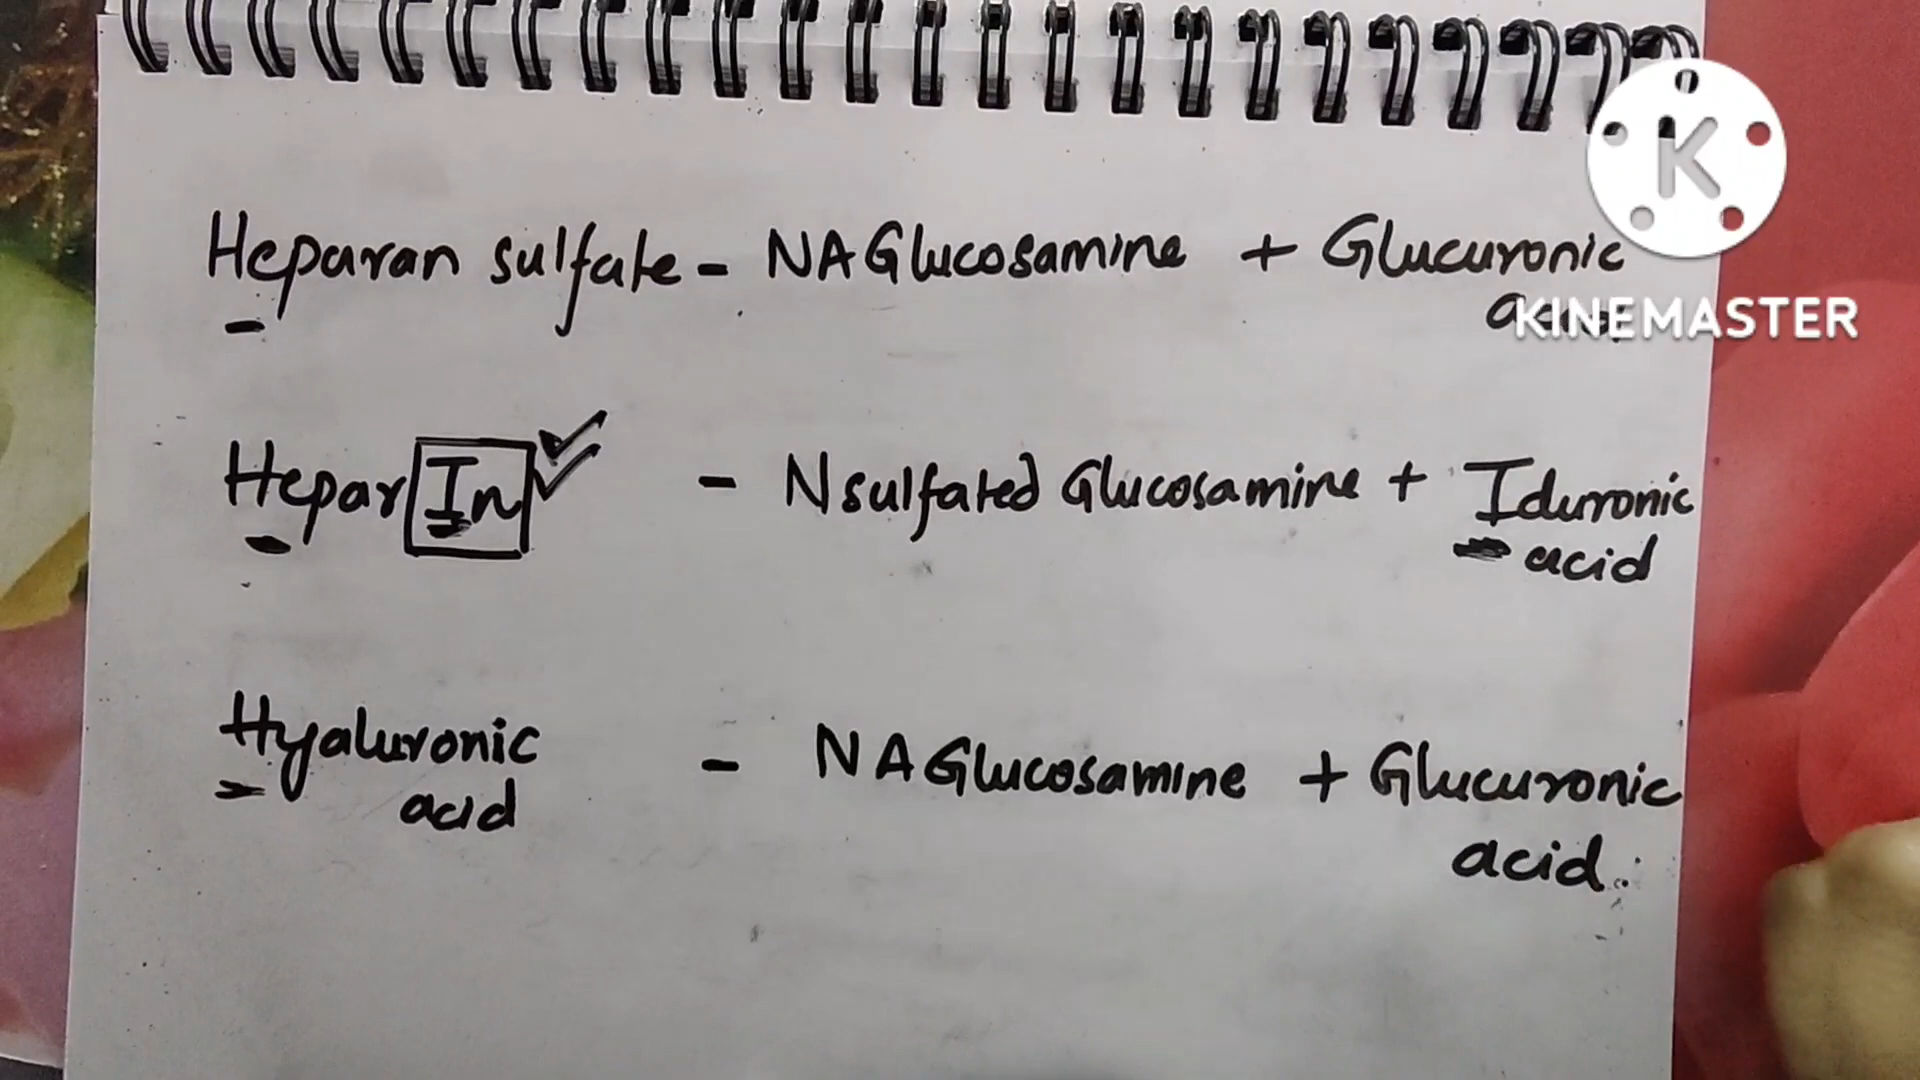 Heparan sulfate - NAGlucosamine + Glucuronic
KINEMASTER
HeparIn - Nsulfated Glucosamine + Iduronic
acid
Hyaluronic - NAGlucosamine + Glucuronic
acid
acid.